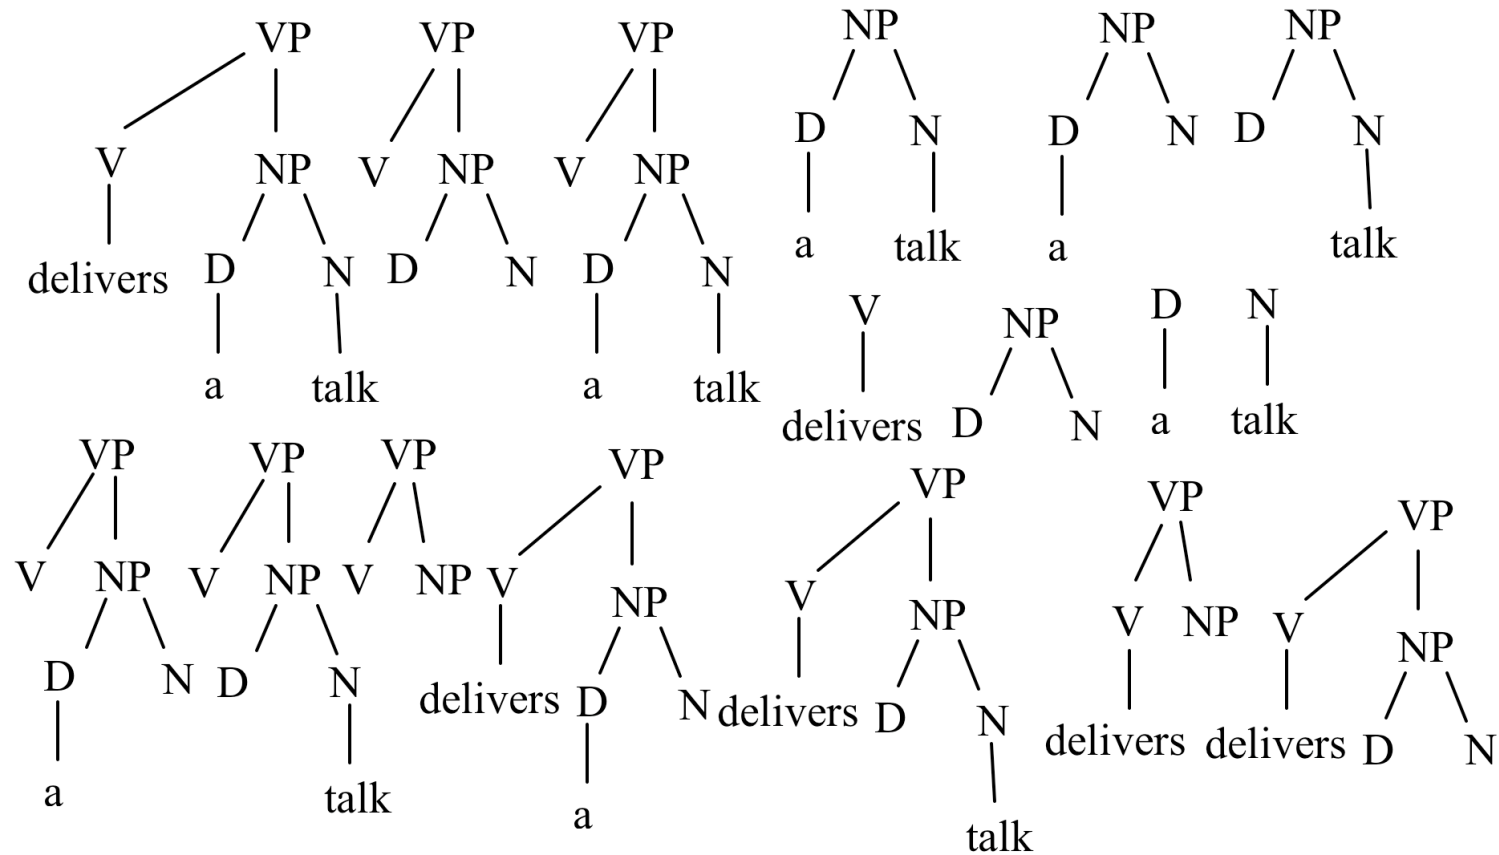 VP VP VP NP NP NP
V NP V NP V NP D N D N D N
delivers D N D N D N a talk a talk
a talk a talk
V NP D N
delivers D N a talk
VP VP VP VP VP VP VP
V NP V NP V NP V NP V NP V NP V NP
D N D N delivers D N delivers D N delivers delivers D N
a talk a talk